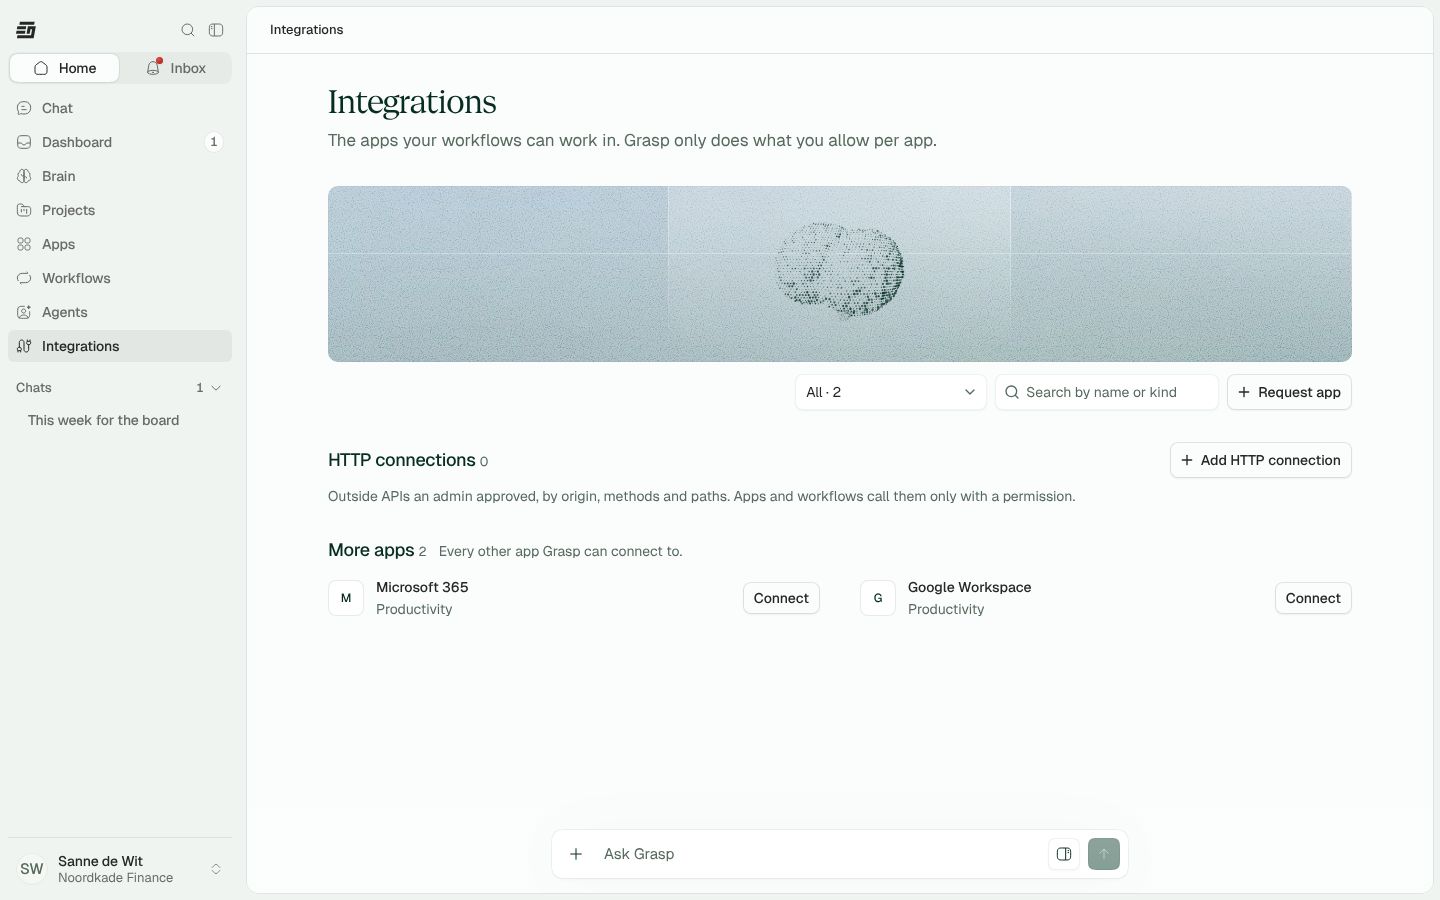 Integrations
Home
Inbox
Chat
Dashboard 1
Brain
Projects
Apps
Workflows
Agents
Integrations
Chats 1
This week for the board
SW
Sanne de Wit
Noordkade Finance
Integrations
The apps your workflows can work in. Grasp only does what you allow per app.
All · 2
Search by name or kind
Request app
HTTP connections 0
Add HTTP connection
Outside APIs an admin approved, by origin, methods and paths. Apps and workflows call them only with a permission.
More apps 2 Every other app Grasp can connect to.
M
Microsoft 365
Productivity
Connect
G
Google Workspace
Productivity
Connect
Ask Grasp